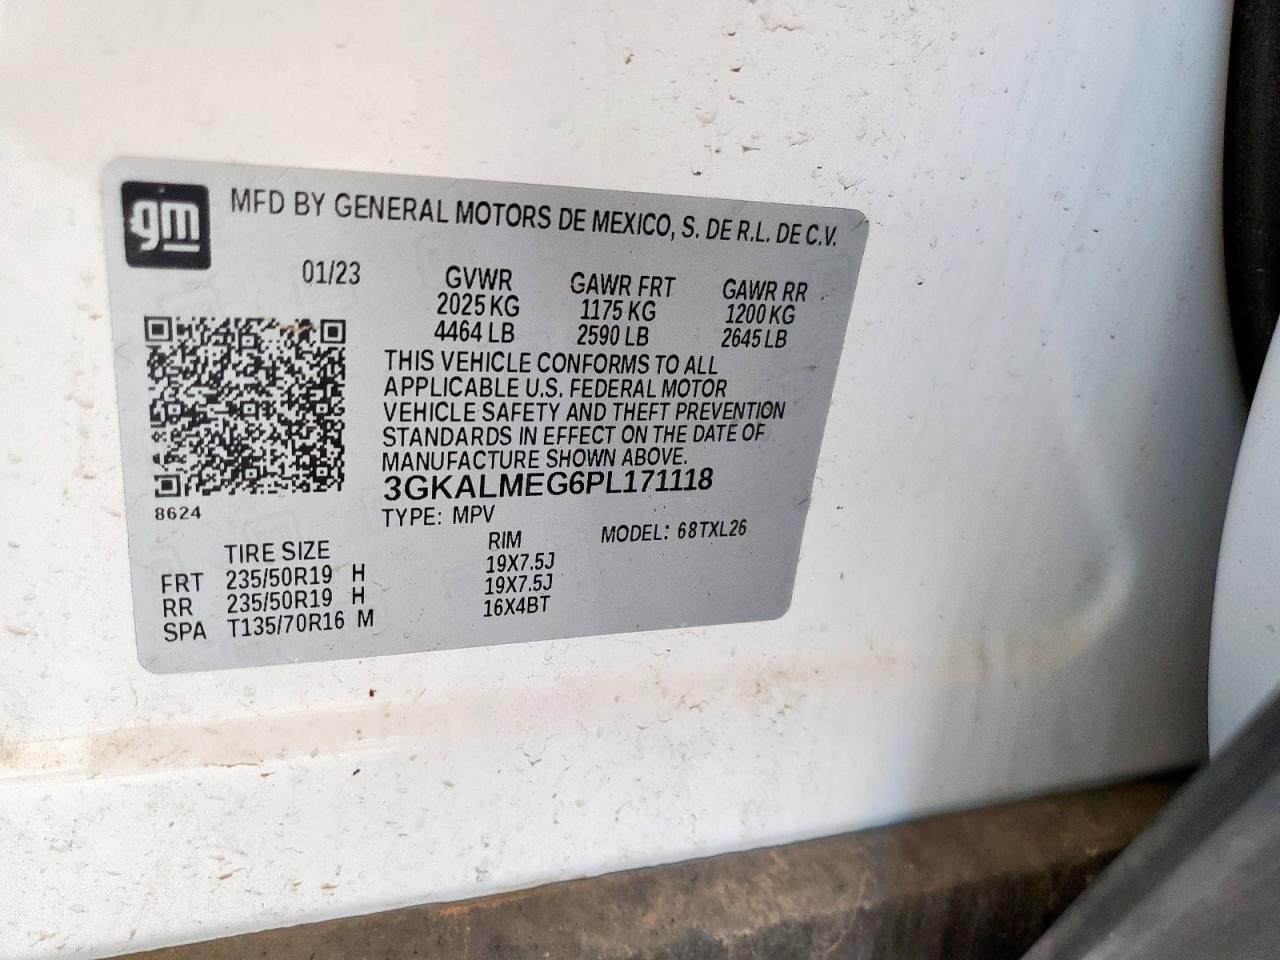 gm
MFD BY GENERAL MOTORS DE MEXICO, S. DE R.L. DE C.V.
01/23 GVWR GAWR FRT GAWR RR
2025 KG 1175 KG 1200 KG
4464 LB 2590 LB 2645 LB
THIS VEHICLE CONFORMS TO ALL
APPLICABLE U.S. FEDERAL MOTOR
VEHICLE SAFETY AND THEFT PREVENTION
STANDARDS IN EFFECT ON THE DATE OF
MANUFACTURE SHOWN ABOVE.
3GKALMEG6PL171118
8624
TYPE: MPV MODEL: 68TXL26
TIRE SIZE RIM
FRT 235/50R19 H 19X7.5J
RR 235/50R19 H 19X7.5J
SPA T135/70R16 M 16X4BT